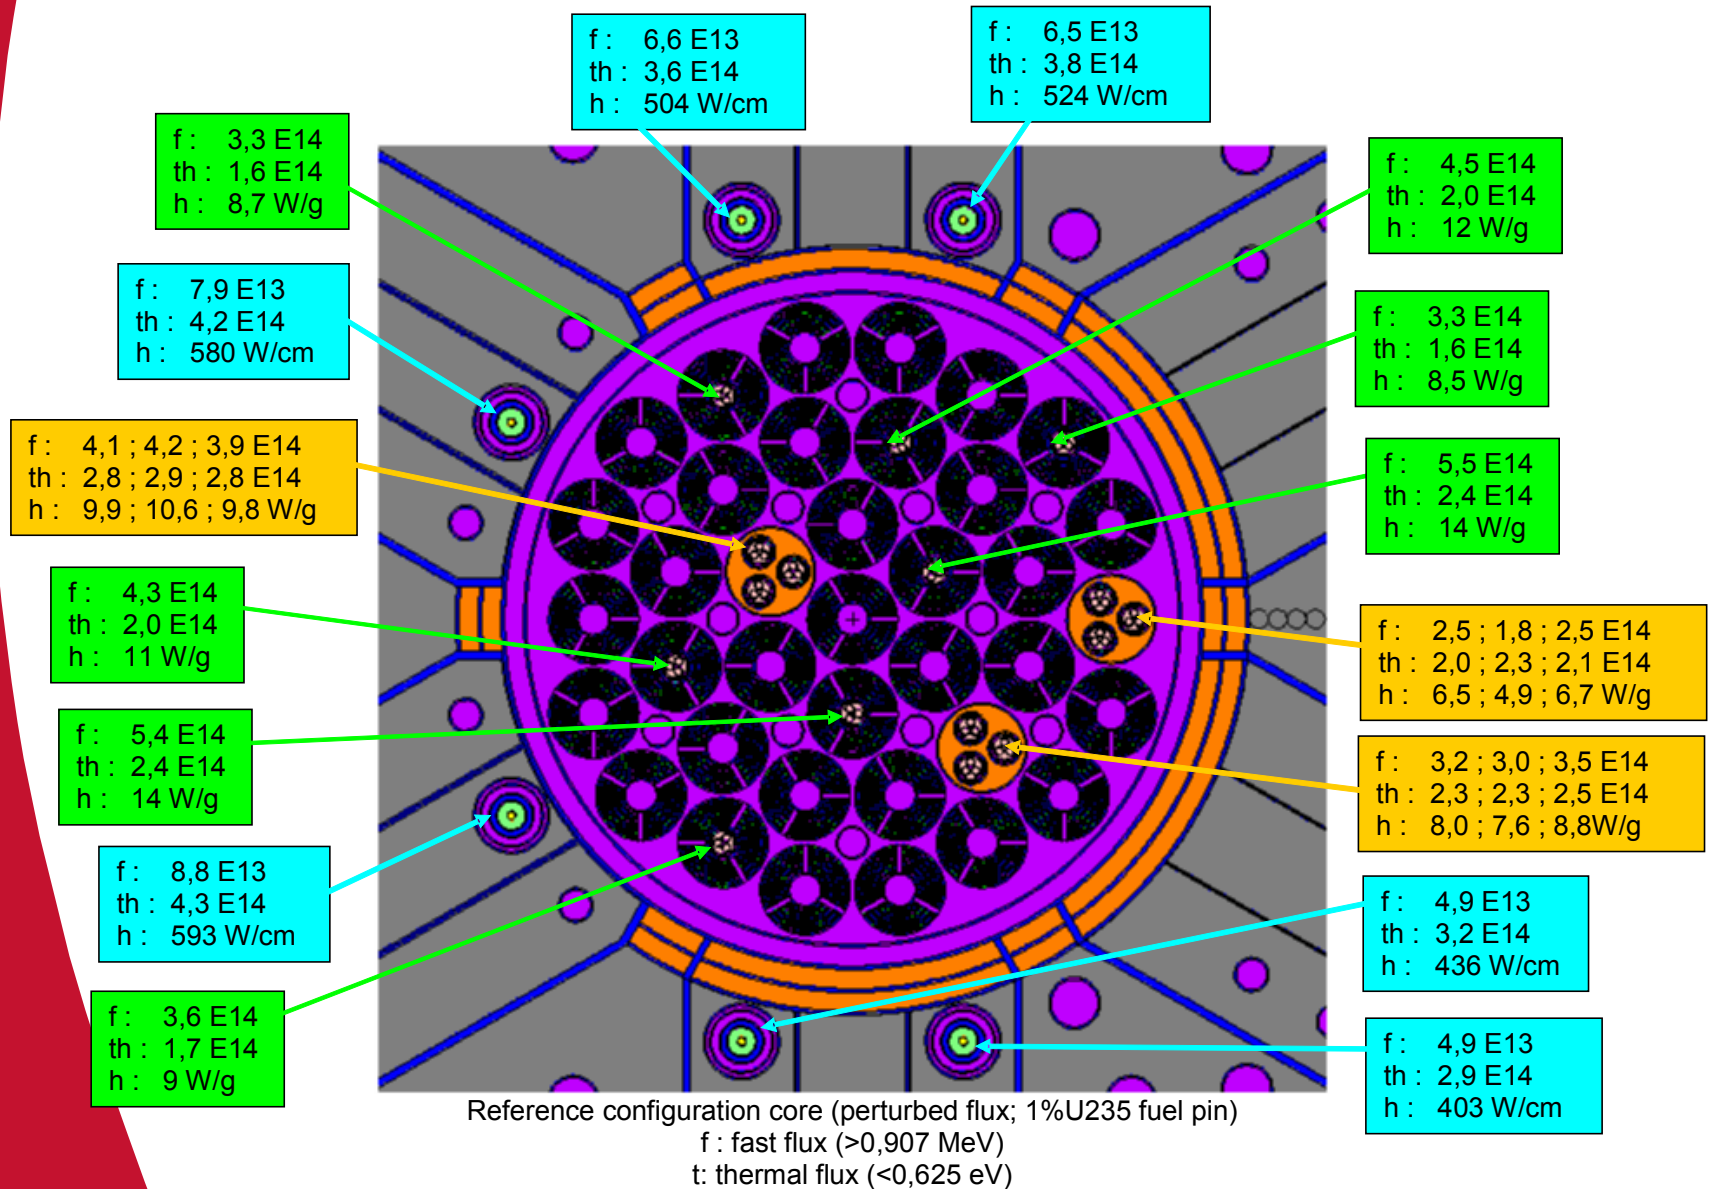 f : 6,6 E13
th : 3,6 E14
h : 504 W/cm
f : 6,5 E13
th : 3,8 E14
h : 524 W/cm
f : 3,3 E14
th : 1,6 E14
h : 8,7 W/g
f : 4,5 E14
th : 2,0 E14
h : 12 W/g
f : 7,9 E13
th : 4,2 E14
h : 580 W/cm
f : 3,3 E14
th : 1,6 E14
h : 8,5 W/g
f : 4,1 ; 4,2 ; 3,9 E14
th : 2,8 ; 2,9 ; 2,8 E14
h : 9,9 ; 10,6 ; 9,8 W/g
f : 5,5 E14
th : 2,4 E14
h : 14 W/g
f : 4,3 E14
th : 2,0 E14
h : 11 W/g
f : 2,5 ; 1,8 ; 2,5 E14
th : 2,0 ; 2,3 ; 2,1 E14
h : 6,5 ; 4,9 ; 6,7 W/g
f : 5,4 E14
th : 2,4 E14
h : 14 W/g
f : 3,2 ; 3,0 ; 3,5 E14
th : 2,3 ; 2,3 ; 2,5 E14
h : 8,0 ; 7,6 ; 8,8W/g
f : 8,8 E13
th : 4,3 E14
h : 593 W/cm
f : 4,9 E13
th : 3,2 E14
h : 436 W/cm
f : 3,6 E14
th : 1,7 E14
h : 9 W/g
f : 4,9 E13
th : 2,9 E14
h : 403 W/cm
Reference configuration core (perturbed flux; 1%U235 fuel pin)
f : fast flux (>0,907 MeV)
t: thermal flux (<0,625 eV)